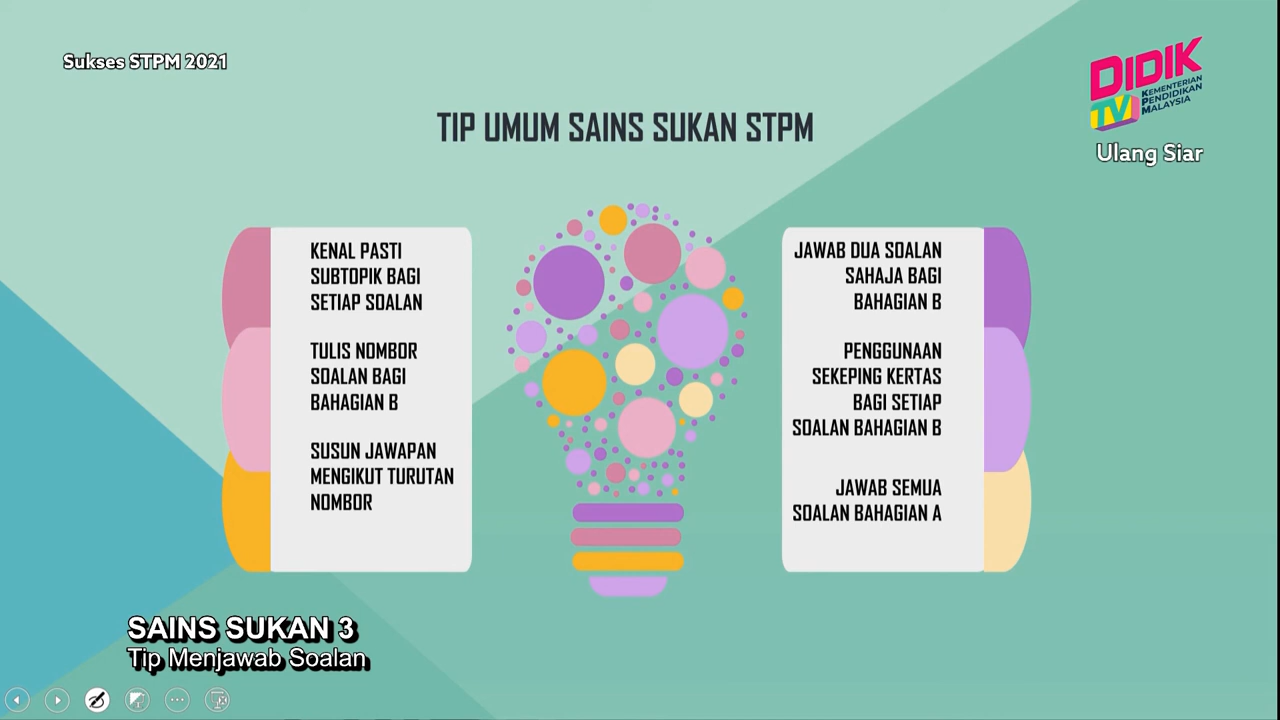 Sukses STPM 2021
DIDIK
TV
KEMENTERIAN
PENDIDIKAN
MALAYSIA
Ulang Siar
TIP UMUM SAINS SUKAN STPM
KENAL PASTI
SUBTOPIK BAGI
SETIAP SOALAN
TULIS NOMBOR
SOALAN BAGI
BAHAGIAN B
SUSUN JAWAPAN
MENGIKUT TURUTAN
NOMBOR
JAWAB DUA SOALAN
SAHAJA BAGI
BAHAGIAN B
PENGGUNAAN
SEKEPING KERTAS
BAGI SETIAP
SOALAN BAHAGIAN B
JAWAB SEMUA
SOALAN BAHAGIAN A
SAINS SUKAN 3
Tip Menjawab Soalan